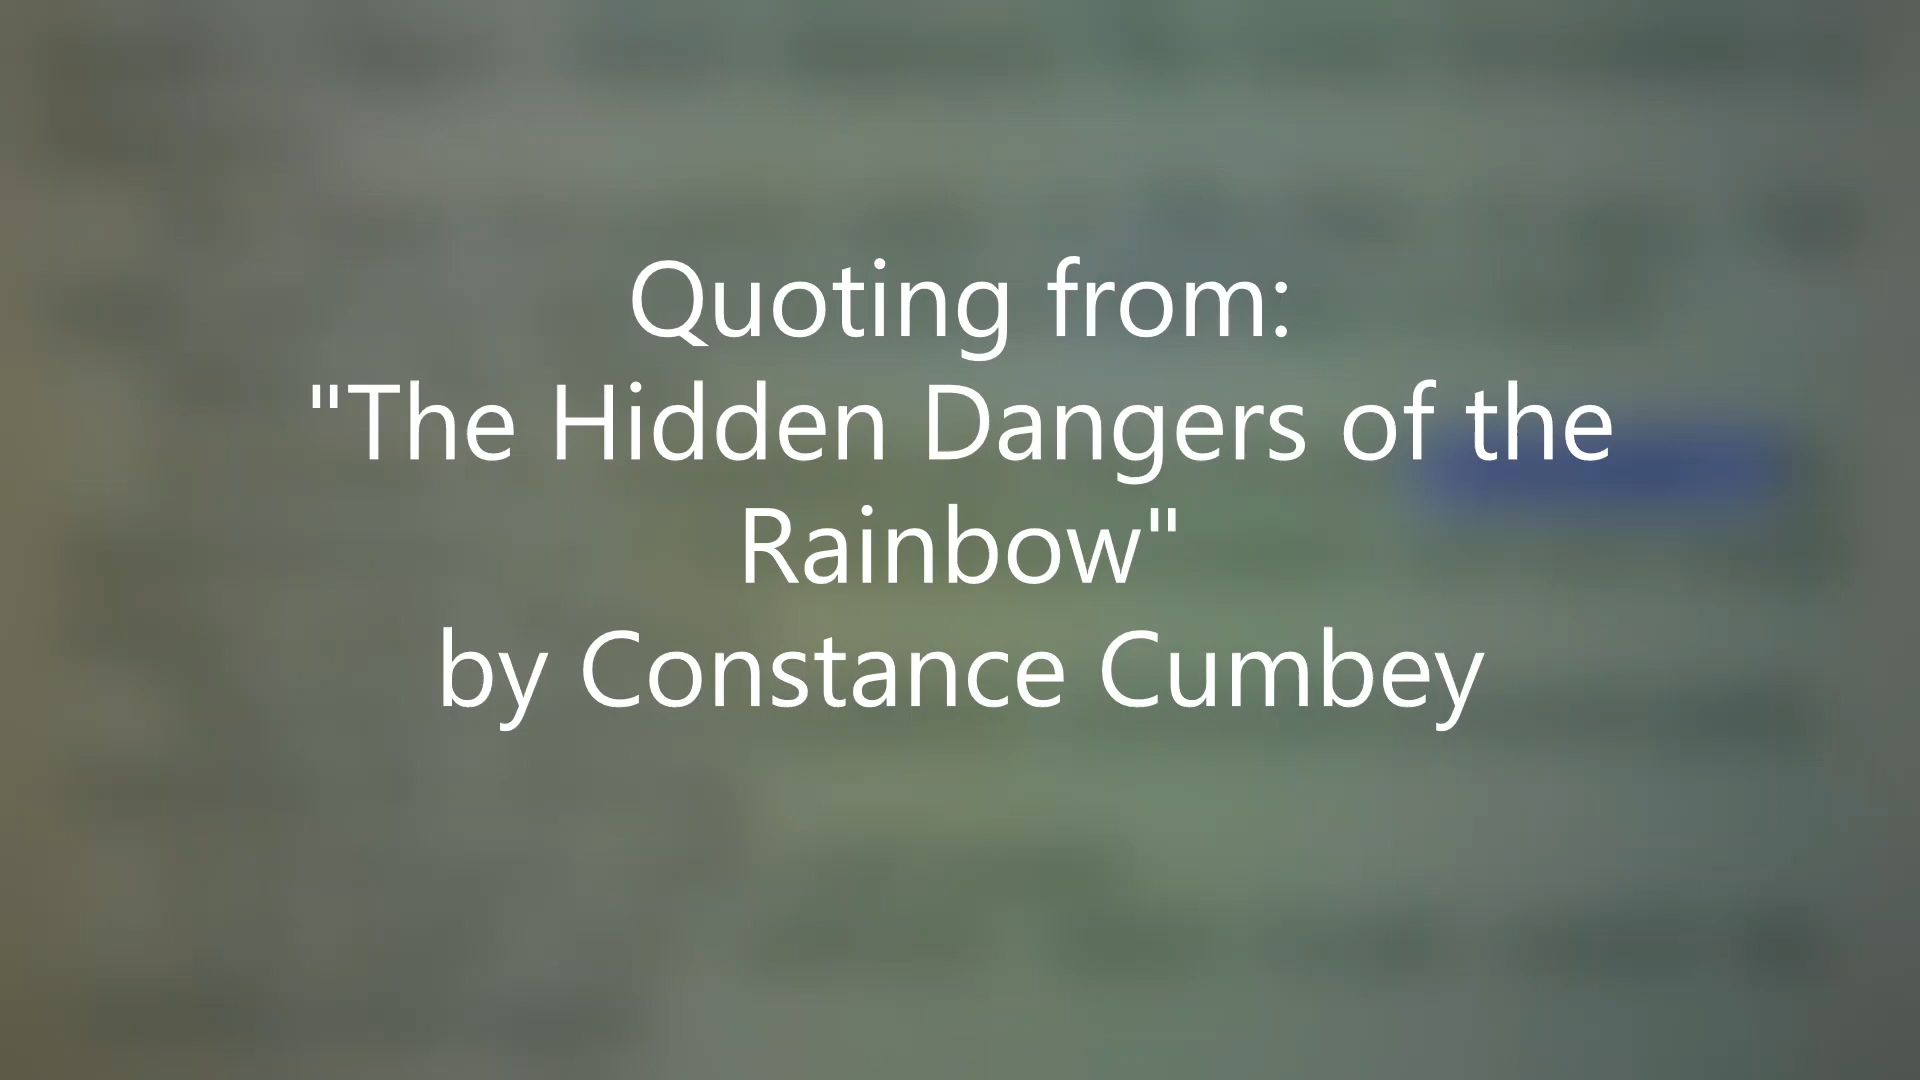 Quoting from:
"The Hidden Dangers of the
Rainbow"
by Constance Cumbey